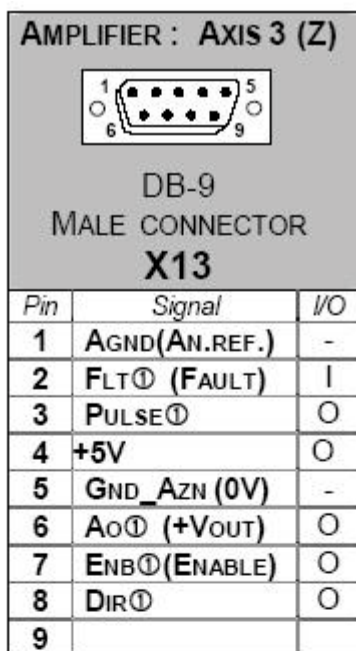 AMPLIFIER : AXIS 3 (Z)
1 5
6 9
DB-9
MALE CONNECTOR
X13
Pin Signal I/O
1 AGND(AN.REF.) -
2 FLT① (FAULT) I
3 PULSE① O
4 +5V O
5 GND_AZN (0V) -
6 AO① (+VOUT) O
7 ENB①(ENABLE) O
8 DIR① O
9